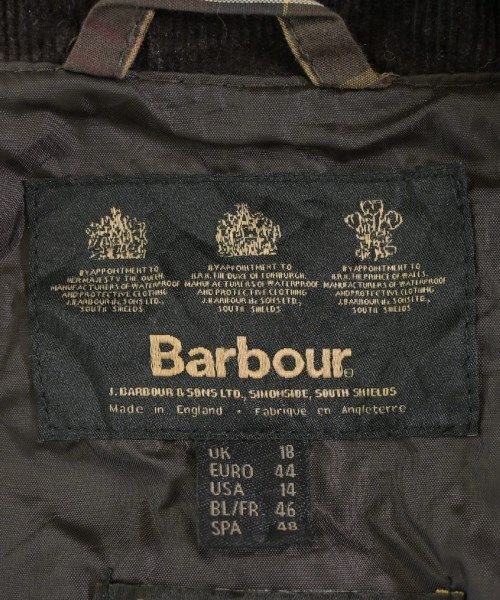 BY APPOINTMENT TO
HER MAJESTY THE QUEEN.
MANUFACTURERS OF WATERPROOF
AND PROTECTIVE CLOTHING
J.BARBOUR & SONS LTD.,
SOUTH SHIELDS
BY APPOINTMENT TO
H.R.H. THE DUKE OF EDINBURGH.
MANUFACTURERS OF WATERPROOF
AND PROTECTIVE CLOTHING
J.BARBOUR & SONS LTD.,
SOUTH SHIELDS
BY APPOINTMENT TO
H.R.H. THE PRINCE OF WALES.
MANUFACTURERS OF WATERPROOF
AND PROTECTIVE CLOTHING
J.BARBOUR & SONS LTD.,
SOUTH SHIELDS
Barbour®
J. BARBOUR & SONS LTD., SIMONSIDE, SOUTH SHIELDS
Made in England · Fabrique en Angleterre
UK 18
EURO 44
USA 14
BL/FR 46
SPA 48